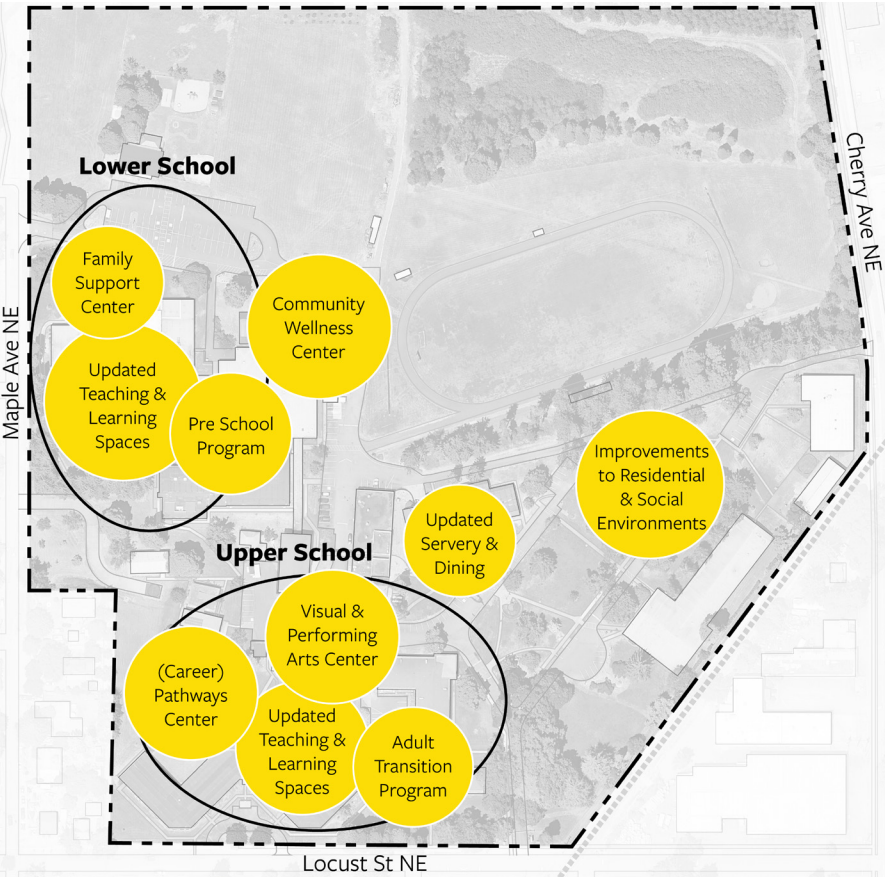 Lower School
Family
Support
Center
Community
Wellness
Center
Updated
Teaching &
Learning
Spaces
Pre School
Program
Improvements
to Residential
& Social
Environments
Updated
Servery &
Dining
Upper School
Visual &
Performing
Arts Center
(Career)
Pathways
Center
Updated
Teaching &
Learning
Spaces
Adult
Transition
Program
Maple Ave NE
Cherry Ave NE
Locust St NE